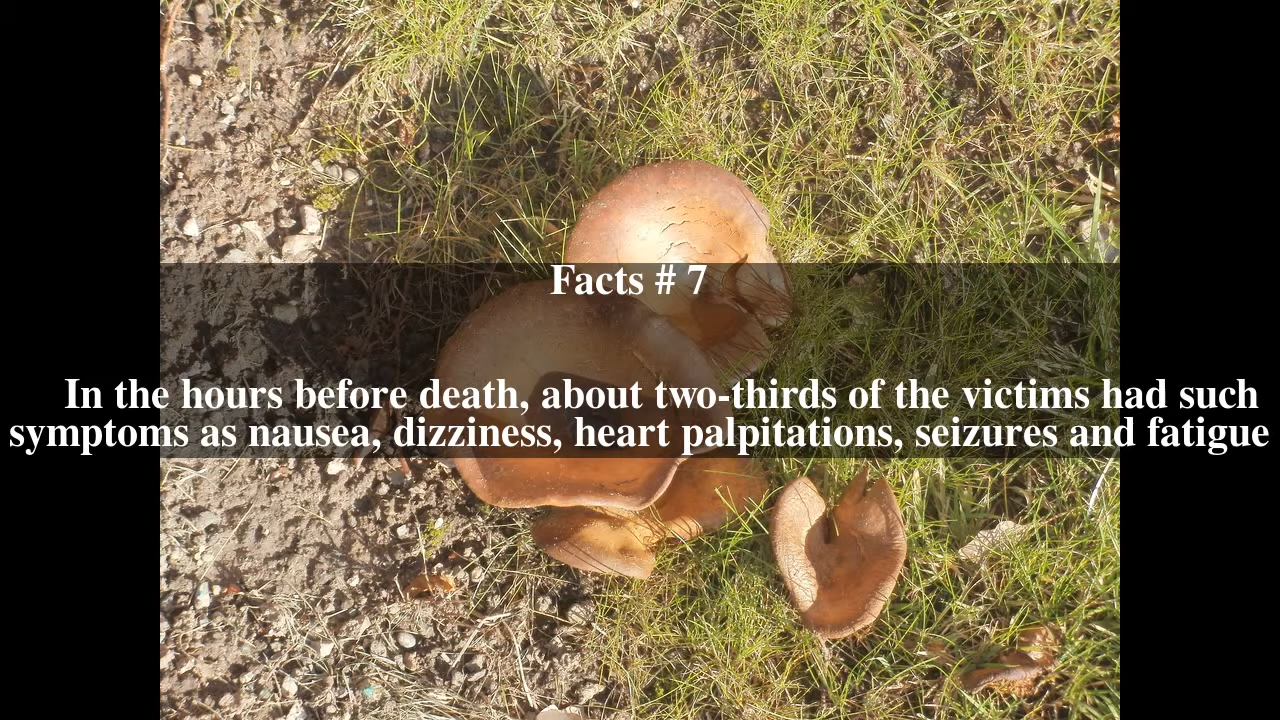 Facts # 7
In the hours before death, about two-thirds of the victims had such
symptoms as nausea, dizziness, heart palpitations, seizures and fatigue